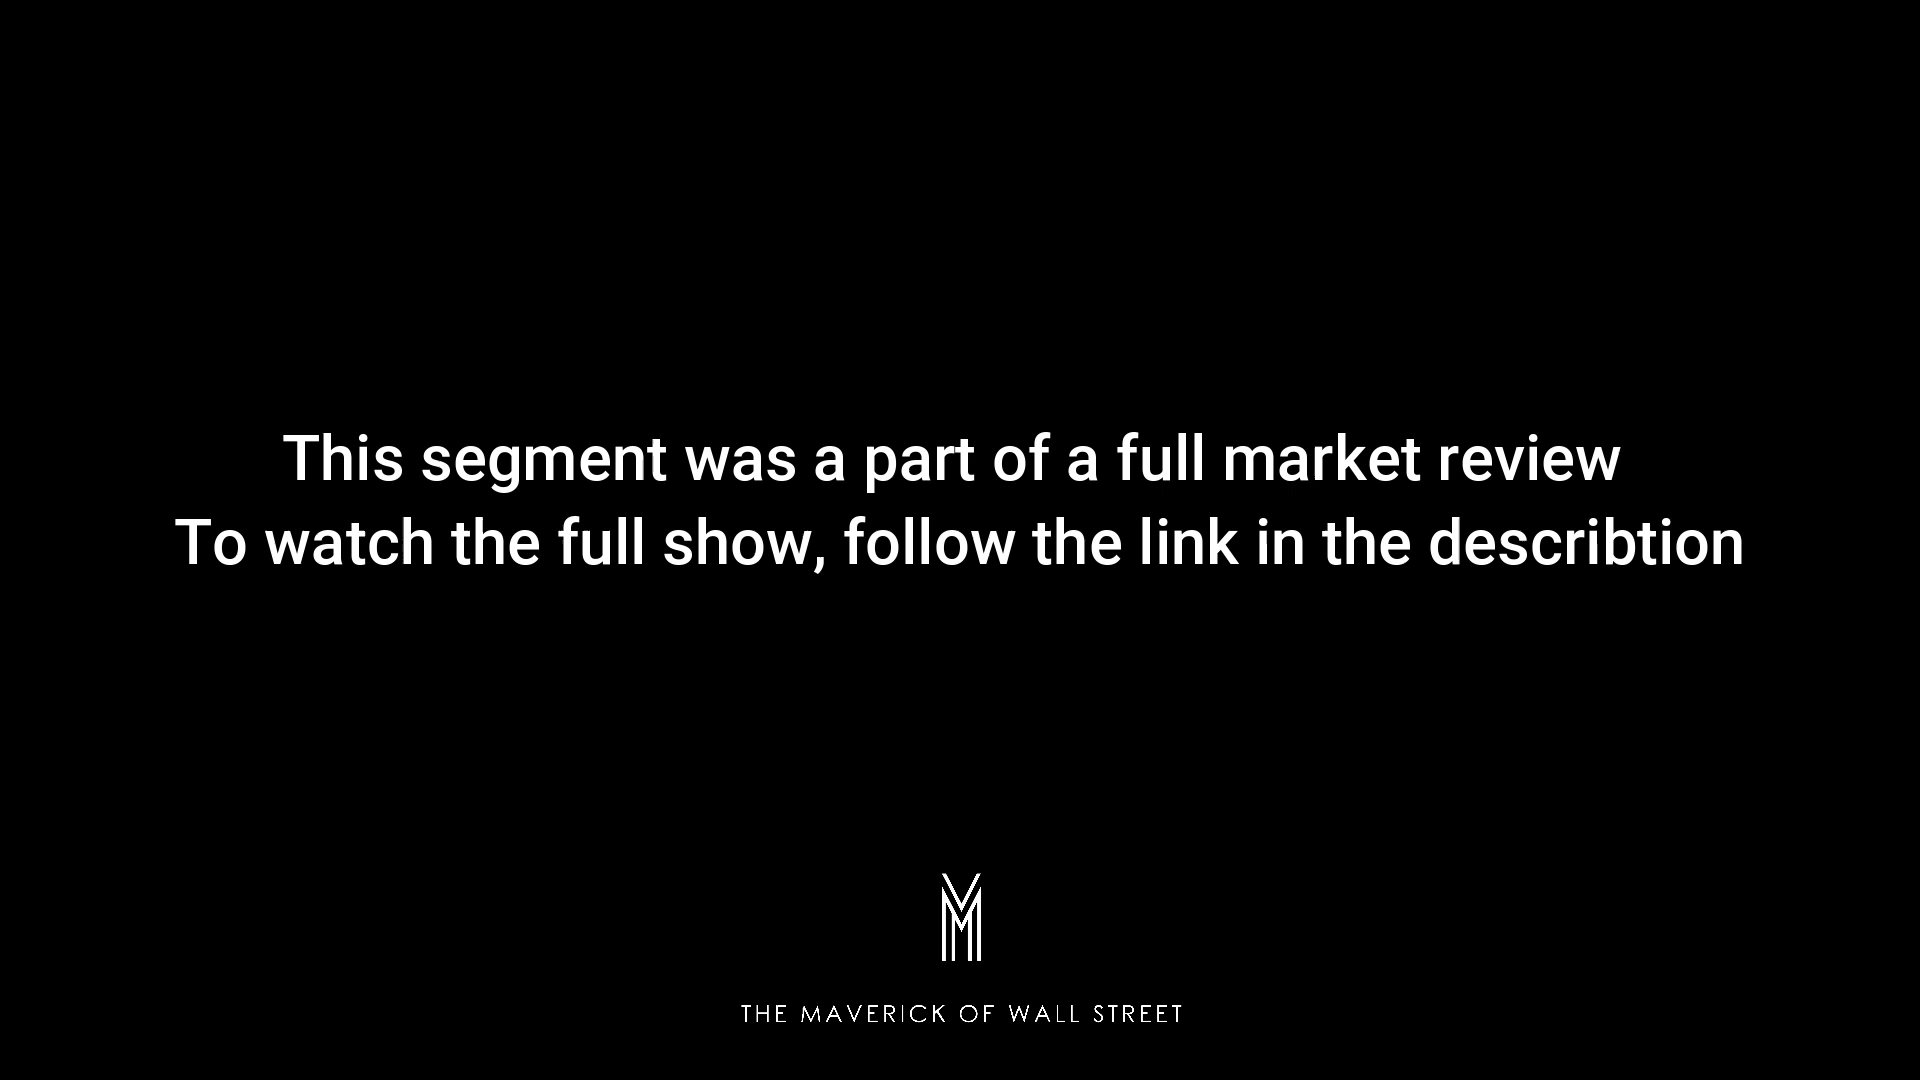 This segment was a part of a full market review
To watch the full show, follow the link in the describtion
THE MAVERICK OF WALL STREET